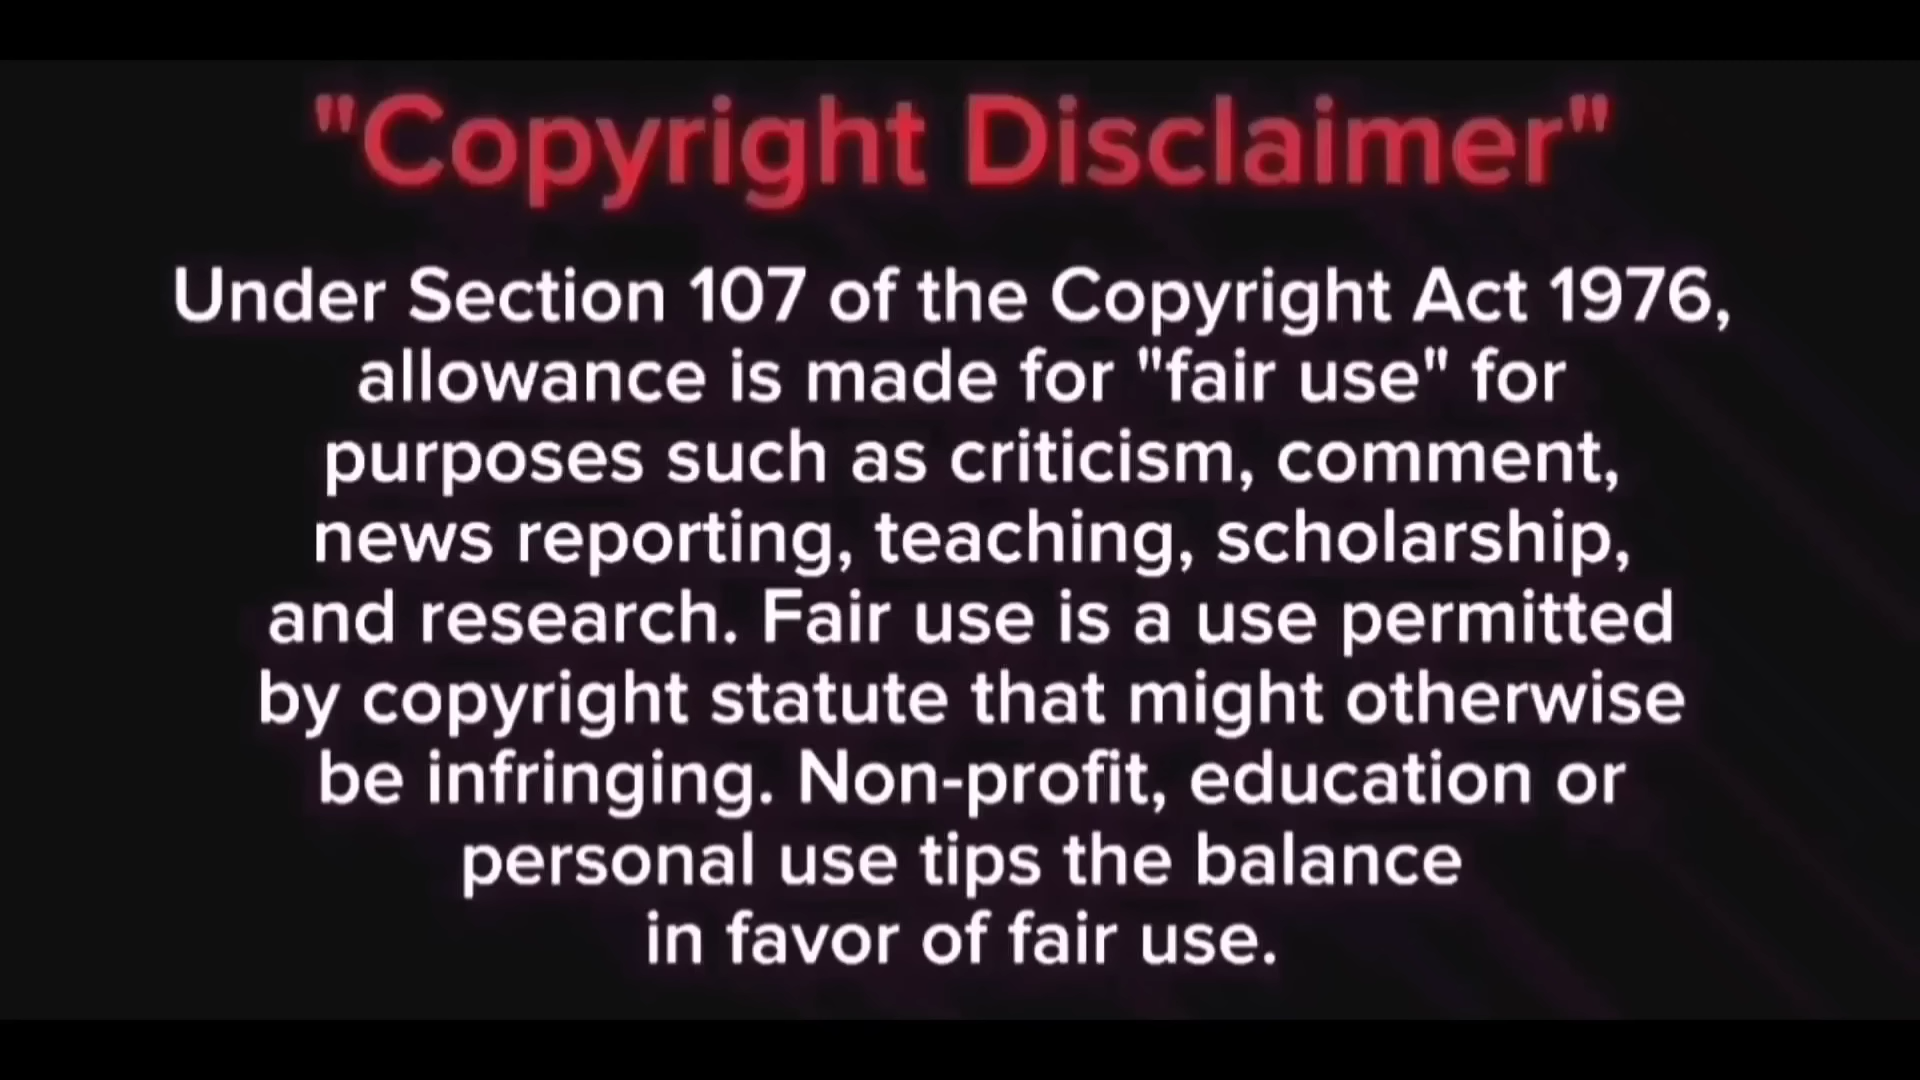 "Copyright Disclaimer"
Under Section 107 of the Copyright Act 1976,
allowance is made for "fair use" for
purposes such as criticism, comment,
news reporting, teaching, scholarship,
and research. Fair use is a use permitted
by copyright statute that might otherwise
be infringing. Non-profit, education or
personal use tips the balance
in favor of fair use.